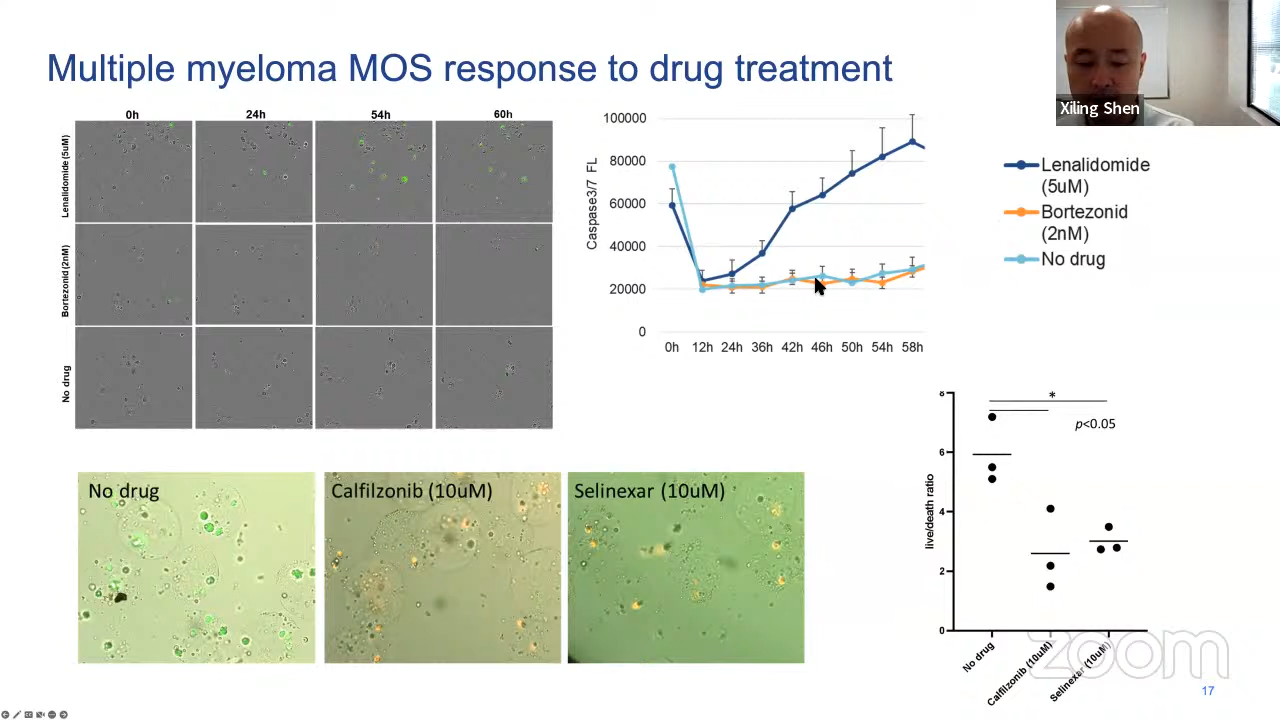 Multiple myeloma MOS response to drug treatment
Xiling Shen
0h 24h 54h 60h
Lenalidomide (5uM)
Bortezonid (2nM)
No drug
Caspase3/7 FL
100000
80000
60000
40000
20000
0
0h 12h 24h 36h 42h 46h 50h 54h 58h
Lenalidomide
(5uM)
Bortezonid
(2nM)
No drug
No drug
Calfilzonib (10uM)
Selinexar (10uM)
live/death ratio
8
6
4
2
0
*
p<0.05
No drug
Calfilzonib (10uM)
Selinexar (10uM)
zoom
17